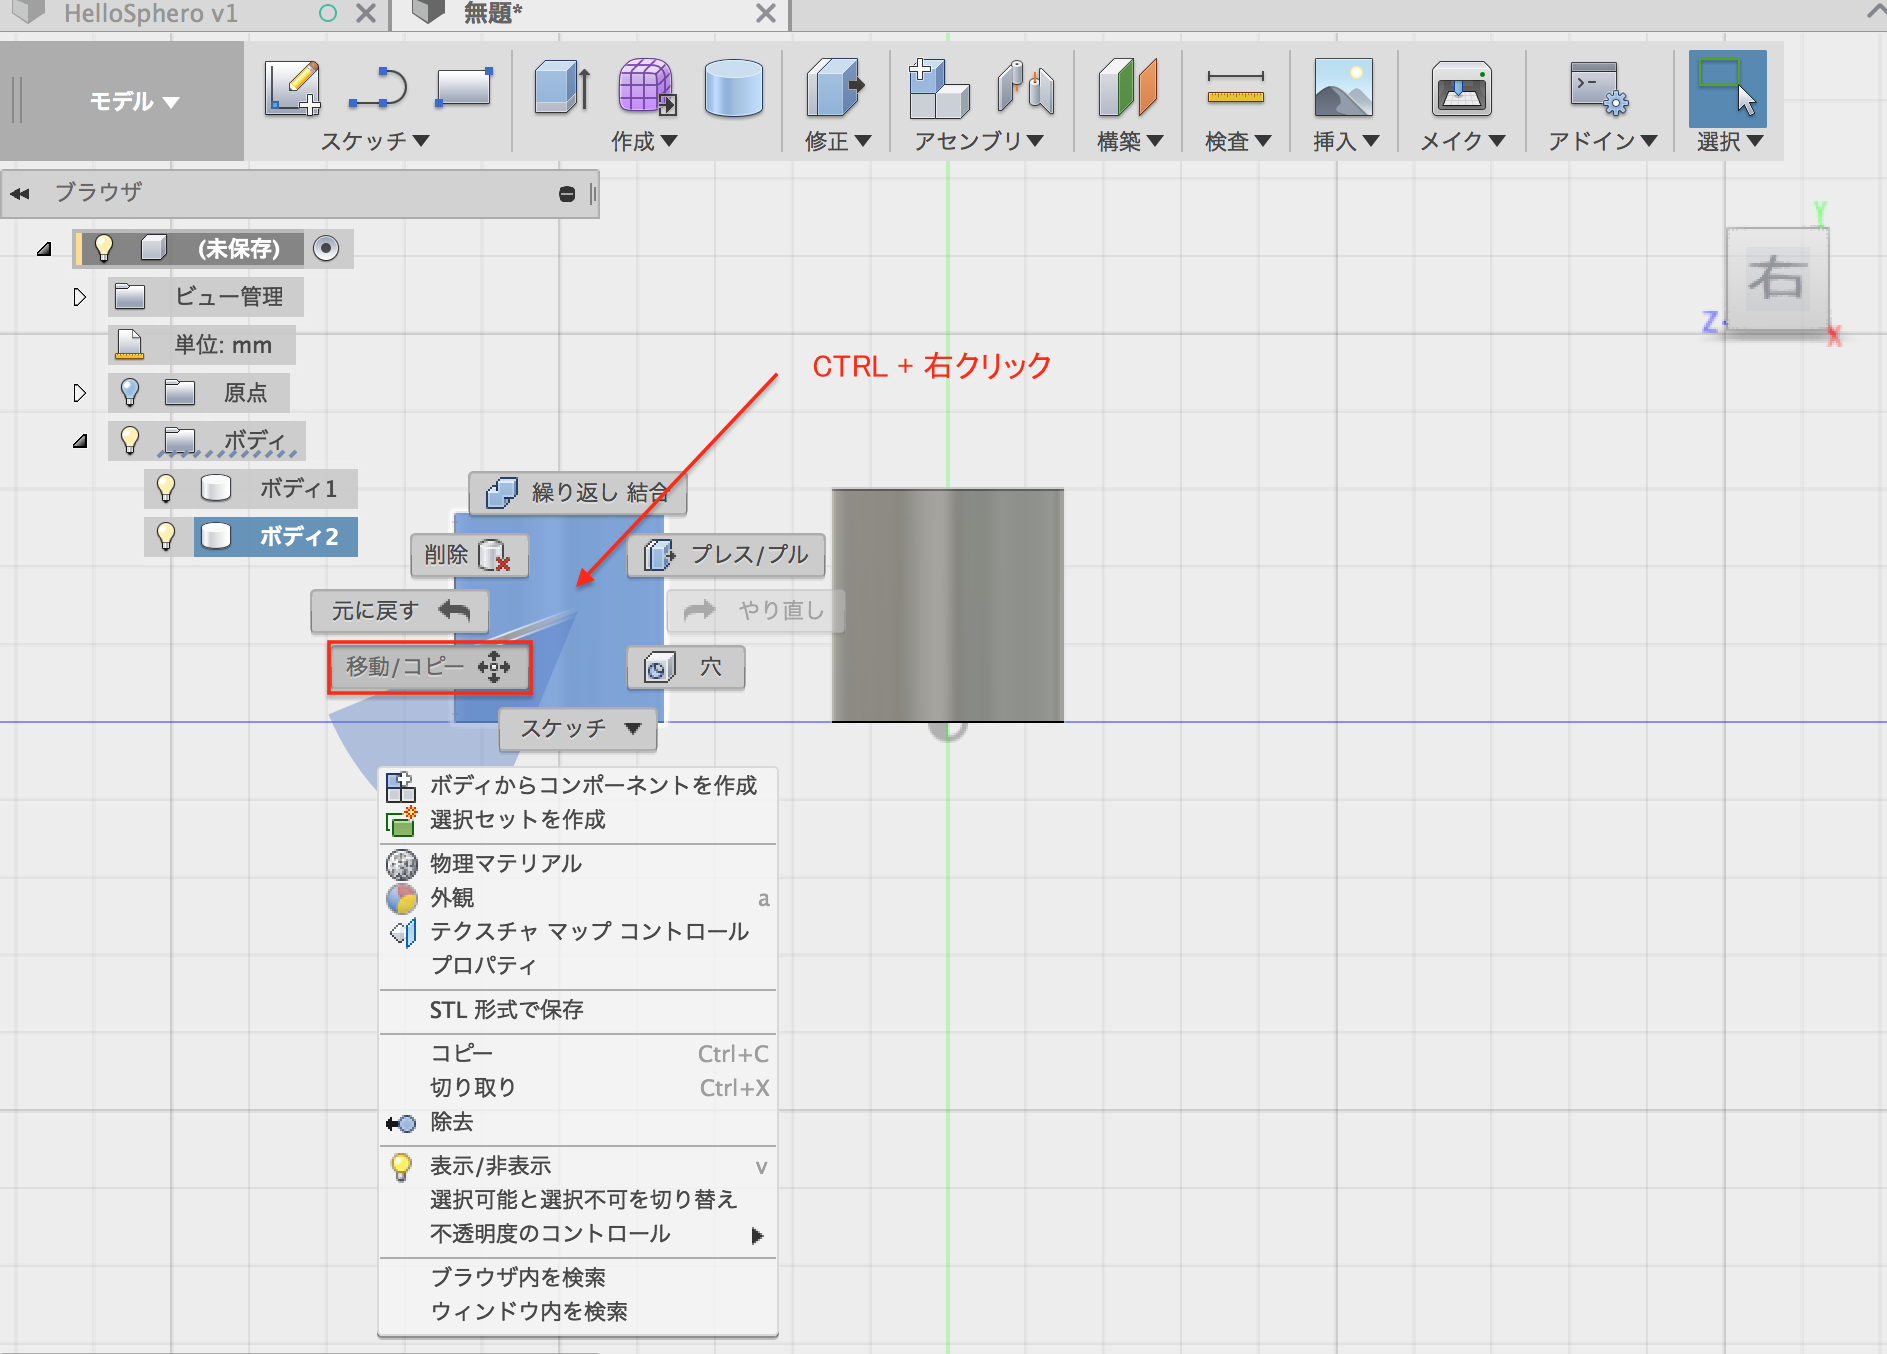 HelloSphero v1
無題*
モデル
スケッチ
作成
修正
アセンブリ
構築
検査
挿入
メイク
アドイン
選択
ブラウザ
(未保存)
ビュー管理
単位: mm
原点
ボディ
ボディ1
ボディ2
Y
右
Z
X
CTRL + 右クリック
繰り返し 結合
削除
プレス/プル
元に戻す
やり直し
移動/コピー
穴
スケッチ
ボディからコンポーネントを作成
選択セットを作成
物理マテリアル
外観 a
テクスチャ マップ コントロール
プロパティ
STL 形式で保存
コピー Ctrl+C
切り取り Ctrl+X
除去
表示/非表示 v
選択可能と選択不可を切り替え
不透明度のコントロール
ブラウザ内を検索
ウィンドウ内を検索